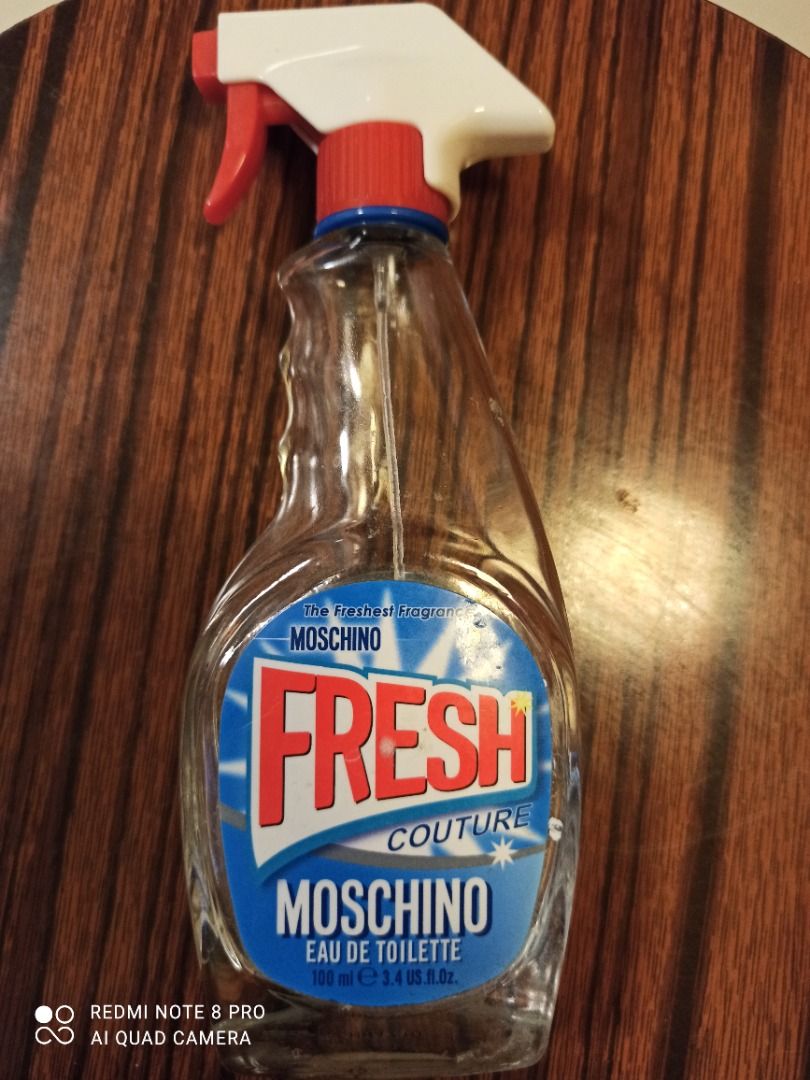 The Freshest Fragrance
MOSCHINO
FRESH
COUTURE
MOSCHINO
EAU DE TOILETTE
100 ml ℮ 3.4 US.fl.Oz.
REDMI NOTE 8 PRO
AI QUAD CAMERA